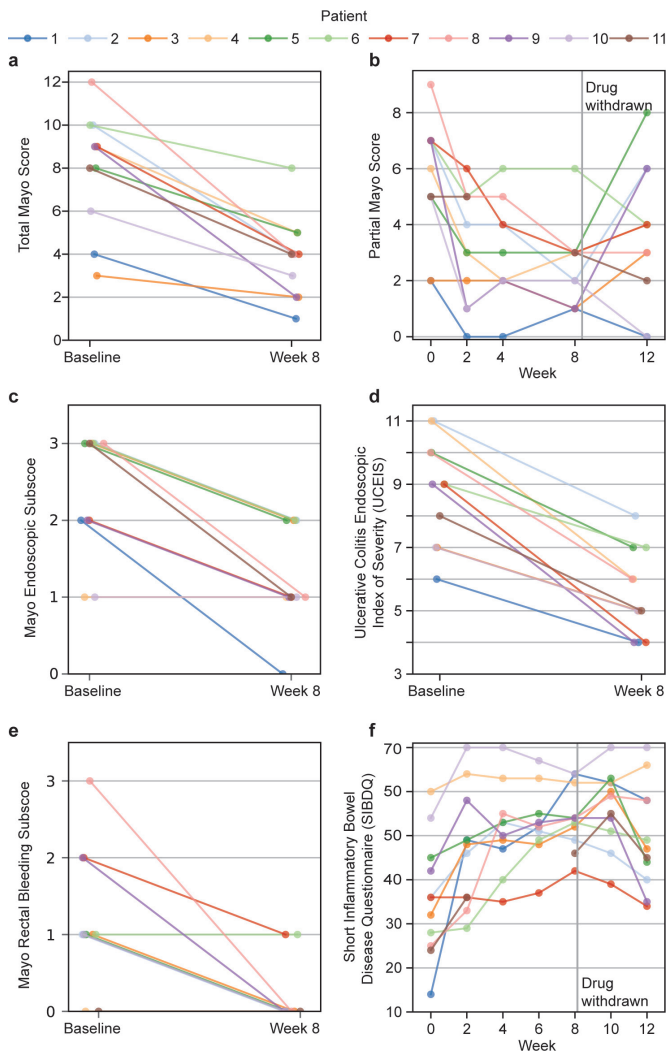 Patient
1 2 3 4 5 6 7 8 9 10 11
a
Total Mayo Score
12
10
8
6
4
2
0
Baseline Week 8
b
Partial Mayo Score
8
6
4
2
0
Drug
withdrawn
0 2 4 8 12
Week
c
Mayo Endoscopic Subscoe
3
2
1
0
Baseline Week 8
d
Ulcerative Colitis Endoscopic
Index of Severity (UCEIS)
11
9
7
5
3
Baseline Week 8
e
Mayo Rectal Bleeding Subscoe
3
2
1
0
Baseline Week 8
f
Short Inflammatory Bowel
Disease Questionnaire (SIBDQ)
70
50
50
40
30
20
10
Drug
withdrawn
0 2 4 6 8 10 12
Week